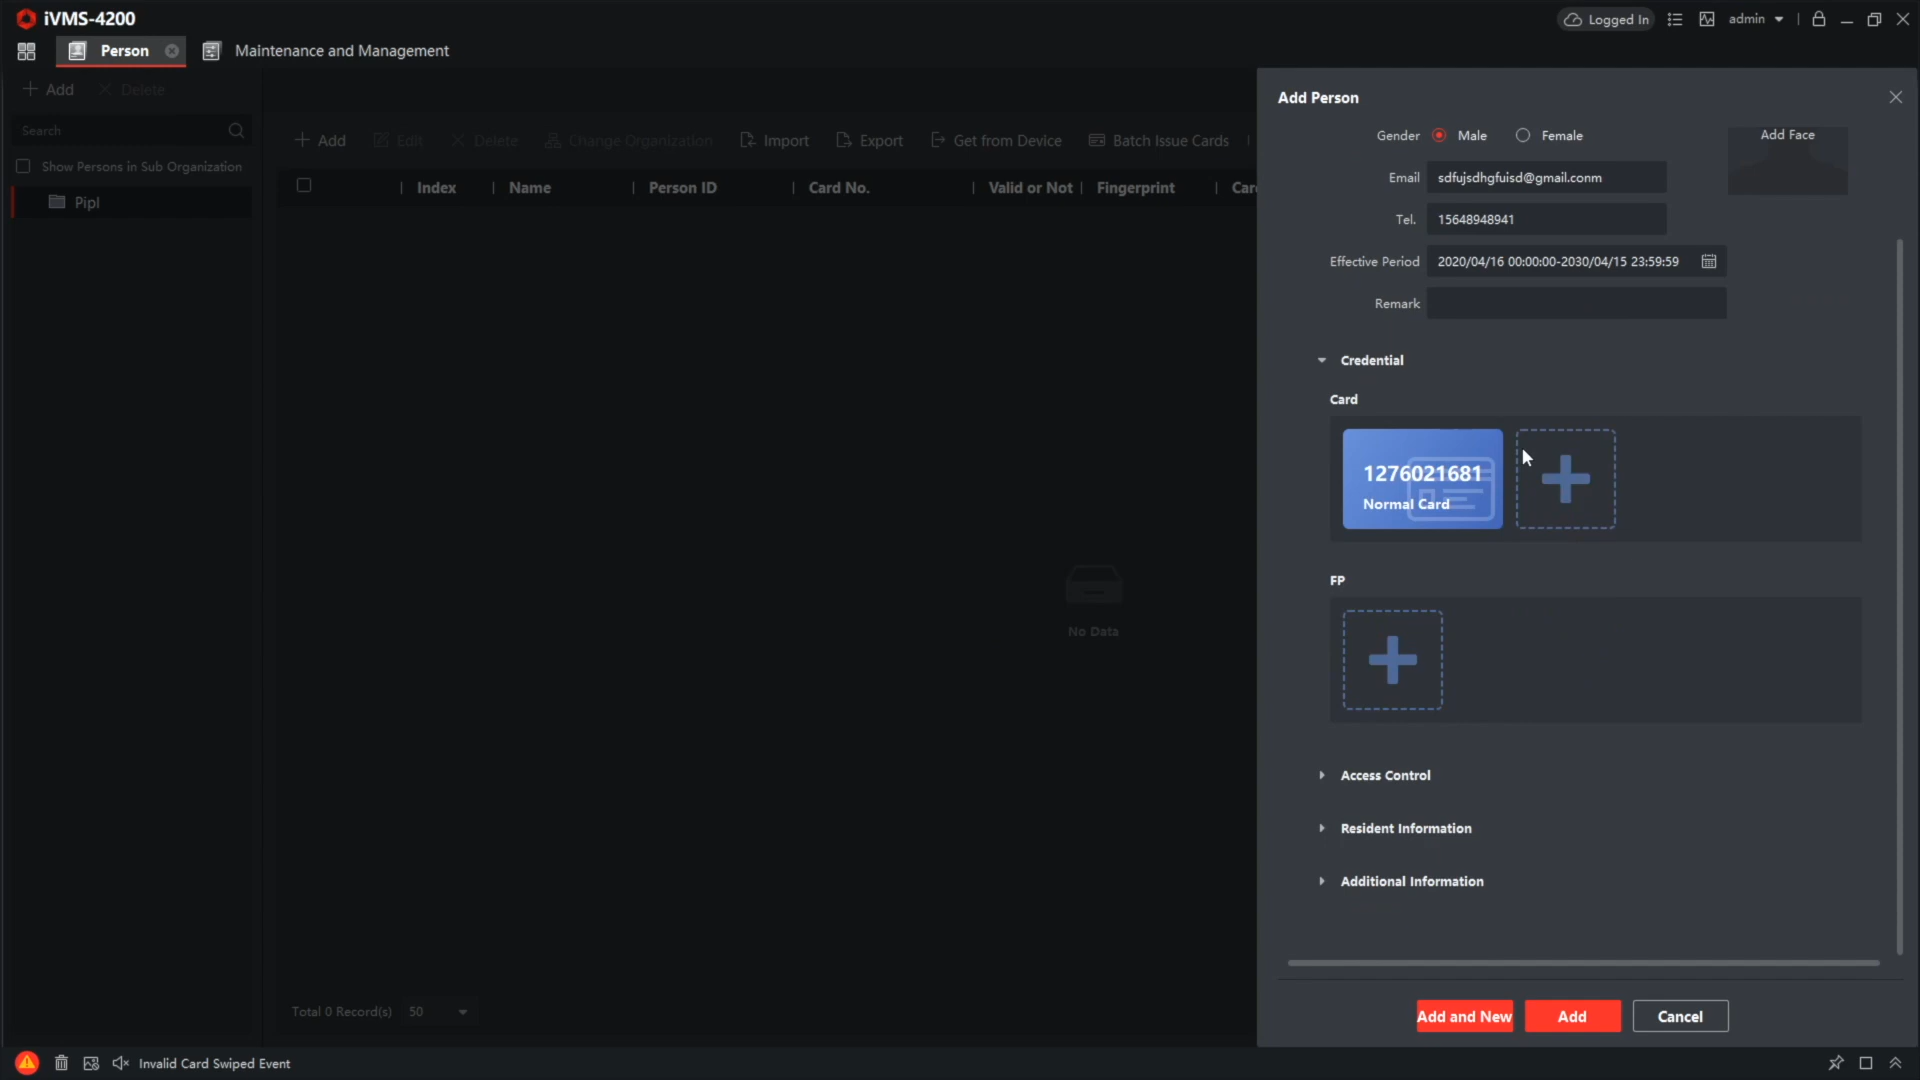 iVMS-4200
Logged In
admin
Person
Maintenance and Management
Add
Delete
Search
Show Persons in Sub Organization
Pipl
Add
Edit
Delete
Change Organization
Import
Export
Get from Device
Batch Issue Cards
Index
Name
Person ID
Card No.
Valid or Not
Fingerprint
Car
No Data
Total 0 Record(s)
50
Add Person
Gender
Male
Female
Add Face
Email
sdfujsdhgfuisd@gmail.conm
Tel.
15648948941
Effective Period
2020/04/16 00:00:00-2030/04/15 23:59:59
Remark
Credential
Card
1276021681
Normal Card
FP
Access Control
Resident Information
Additional Information
Add and New
Add
Cancel
Invalid Card Swiped Event